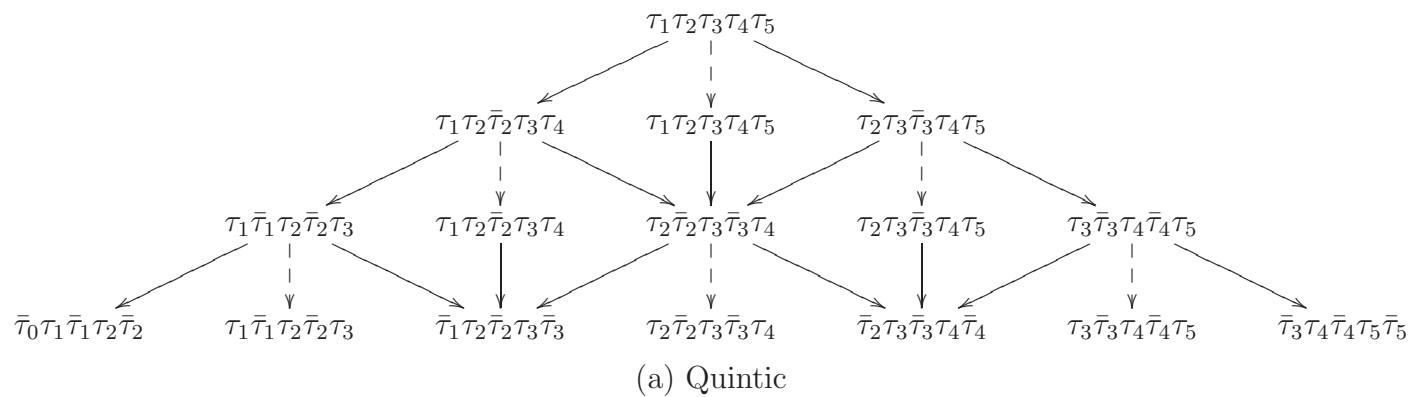 τ₁τ₂τ₃τ₄τ₅
τ₁τ₂τ̄₂τ₃τ₄ τ₁τ₂τ₃τ₄τ₅ τ₂τ₃τ̄₃τ₄τ₅
τ₁τ̄₁τ₂τ̄₂τ₃ τ₁τ₂τ̄₂τ₃τ₄ τ₂τ̄₂τ₃τ̄₃τ₄ τ₂τ₃τ̄₃τ₄τ₅ τ₃τ̄₃τ₄τ̄₄τ₅
τ̄₀τ₁τ̄₁τ₂τ̄₂ τ₁τ̄₁τ₂τ̄₂τ₃ τ̄₁τ₂τ̄₂τ₃τ̄₃ τ₂τ̄₂τ₃τ̄₃τ₄ τ̄₂τ₃τ̄₃τ₄τ̄₄ τ₃τ̄₃τ₄τ̄₄τ₅ τ̄₃τ₄τ̄₄τ₅τ̄₅
(a) Quintic